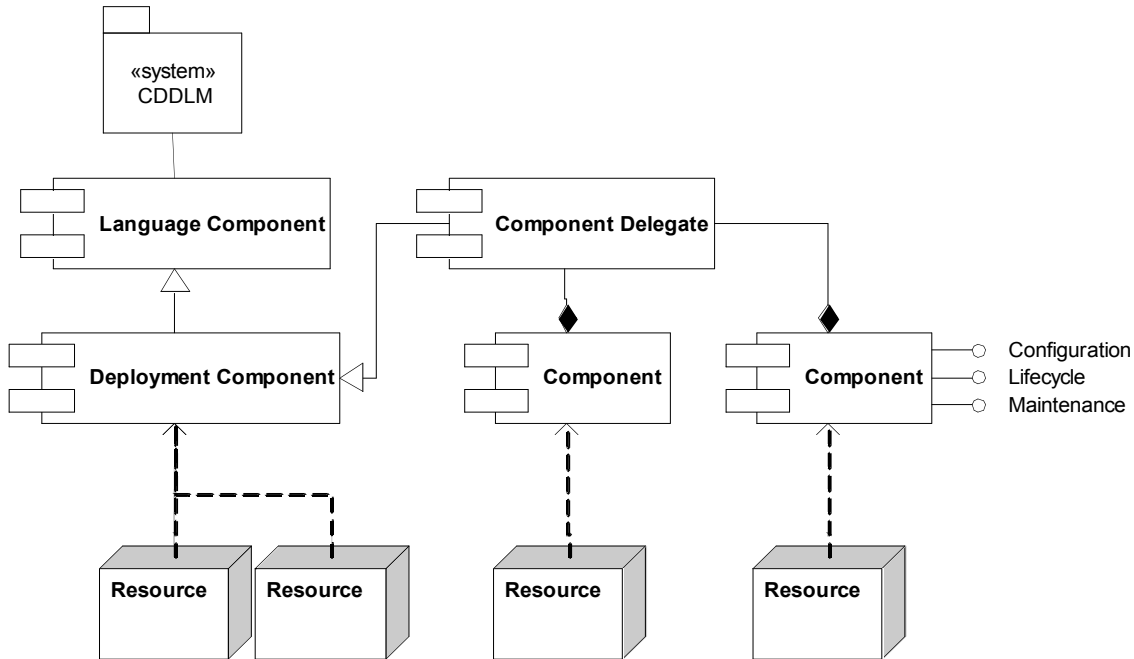 «system»
CDDLM
Language Component
Component Delegate
Deployment Component
Component
Component
Configuration
Lifecycle
Maintenance
Resource
Resource
Resource
Resource